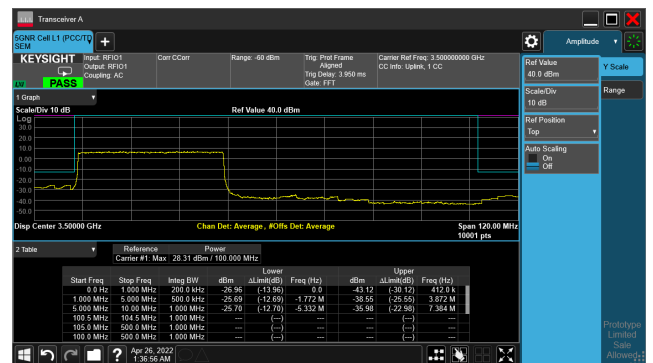 Transceiver A
5GNR Cell L1 (PCC/TD
SEM
Amplitude
KEYSIGHT
LW PASS
Input: RFIO1
Output: RFIO1
Coupling: AC
Corr CCorr
Range: -60 dBm
Trig: Prot Frame
Aligned
Trig Delay: 3.950 ms
Gate: FFT
Carrier Ref Freq: 3.500000000 GHz
CC Info: Uplink, 1 CC
Ref Value
40.0 dBm
Y Scale
Scale/Div
10 dB
Range
Ref Position
Top
Auto Scaling
On
Off
1 Graph
Scale/Div 10 dB
Ref Value 40.0 dBm
Log
30.0
20.0
10.0
0.00
-10.0
-20.0
-30.0
-40.0
-50.0
Disp Center 3.50000 GHz
Chan Det: Average , #Offs Det: Average
Span 120.00 MHz
10001 pts
2 Table
Reference Power
Carrier #1: Max 28.31 dBm / 100.000 MHz
Lower Upper
Start Freq Stop Freq Integ BW dBm ΔLimit(dB) Freq (Hz) dBm ΔLimit(dB) Freq (Hz)
0.0 Hz 1.000 MHz 200.0 kHz -26.96 (-13.96) 0.0 -43.12 (-30.12) 412.0 k
1.000 MHz 5.000 MHz 500.0 kHz -25.69 (-12.69) -1.772 M -38.55 (-25.55) 3.872 M
5.000 MHz 10.00 MHz 1.000 MHz -25.70 (-12.70) -5.332 M -35.98 (-22.98) 7.384 M
100.5 MHz 104.5 MHz 1.000 MHz --- (---) --- (---)
105.0 MHz 500.0 MHz 1.000 MHz --- (---) --- (---)
100.0 MHz 500.0 MHz 1.000 MHz --- (---) --- (---)
Prototype
Limited
Sale
Allowed
Apr 26, 2022
1:36:56 AM